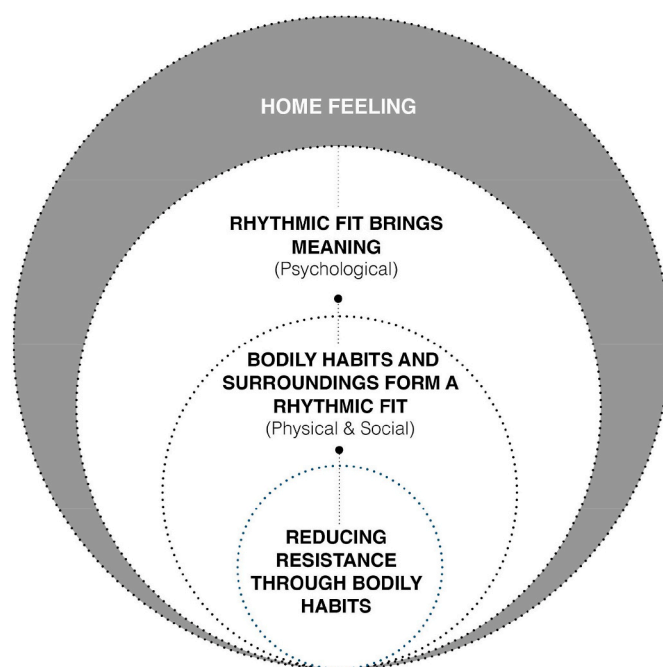 HOME FEELING
RHYTHMIC FIT BRINGS
MEANING
(Psychological)
BODILY HABITS AND
SURROUNDINGS FORM A
RHYTHMIC FIT
(Physical & Social)
REDUCING
RESISTANCE
THROUGH BODILY
HABITS